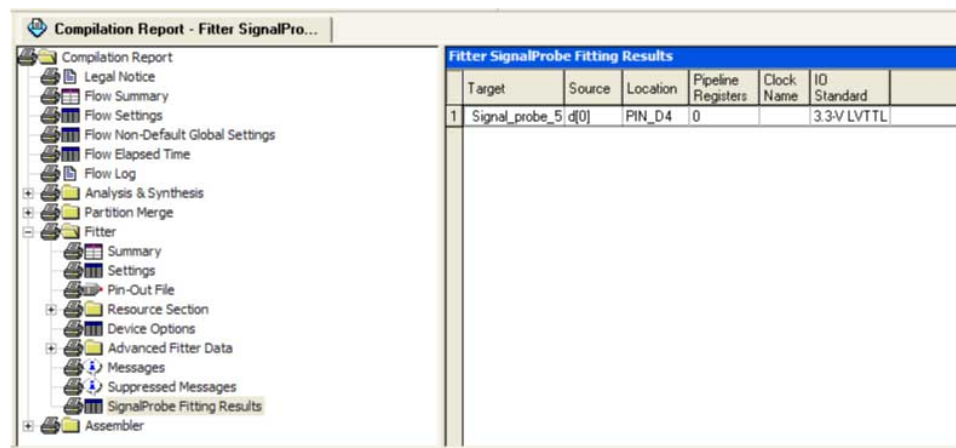 Compilation Report - Fitter SignalPro...
Compilation Report
Legal Notice
Flow Summary
Flow Settings
Flow Non-Default Global Settings
Flow Elapsed Time
Flow Log
Analysis & Synthesis
Partition Merge
Fitter
Summary
Settings
Pin-Out File
Resource Section
Device Options
Advanced Fitter Data
Messages
Suppressed Messages
SignalProbe Fitting Results
Assembler
Fitter SignalProbe Fitting Results
Target Source Location Pipeline Registers Clock Name IO Standard
1 Signal_probe_5 d[0] PIN_D4 0 3.3-V LVTTL